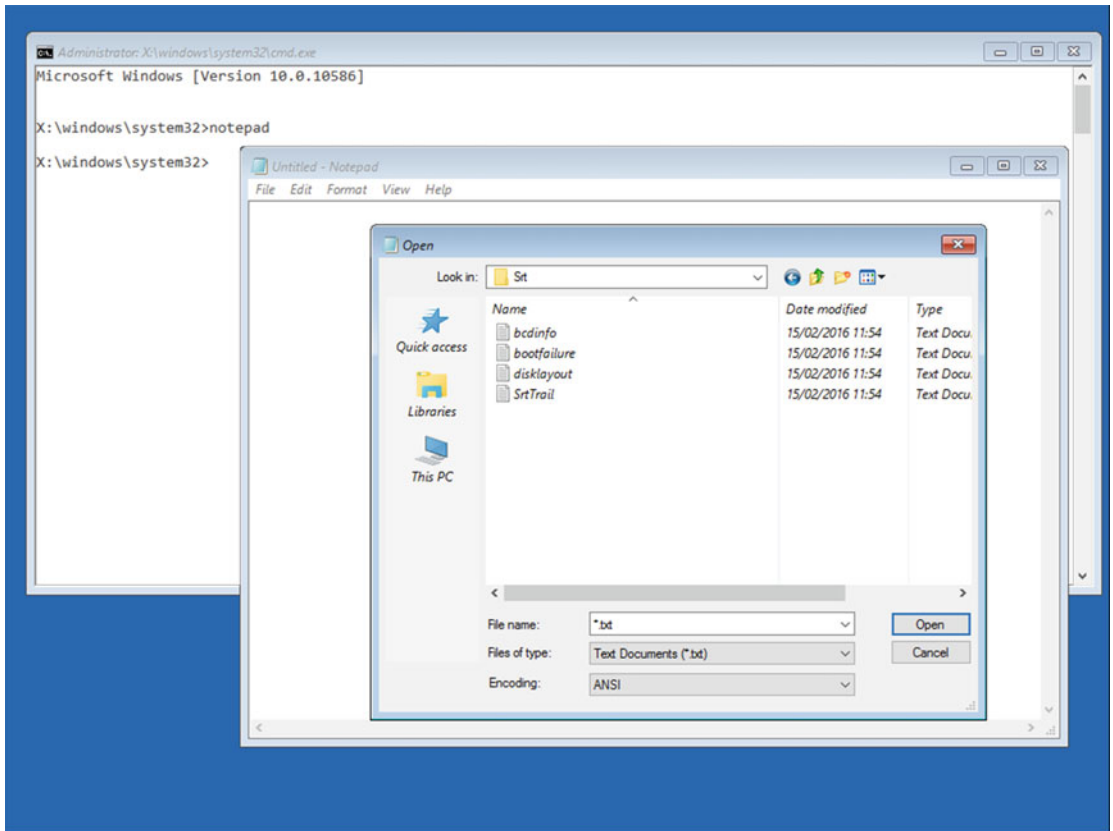 Administrator: X:\windows\system32\cmd.exe
Microsoft Windows [Version 10.0.10586]
X:\windows\system32>notepad
X:\windows\system32>
Untitled - Notepad
File Edit Format View Help
Open
Look in: Srt
Name Date modified Type
bcdinfo 15/02/2016 11:54 Text Docu
bootfailure 15/02/2016 11:54 Text Docu
disklayout 15/02/2016 11:54 Text Docu
SrtTrail 15/02/2016 11:54 Text Docu
Quick access
Libraries
This PC
File name: *.txt Open
Files of type: Text Documents (*.txt) Cancel
Encoding: ANSI